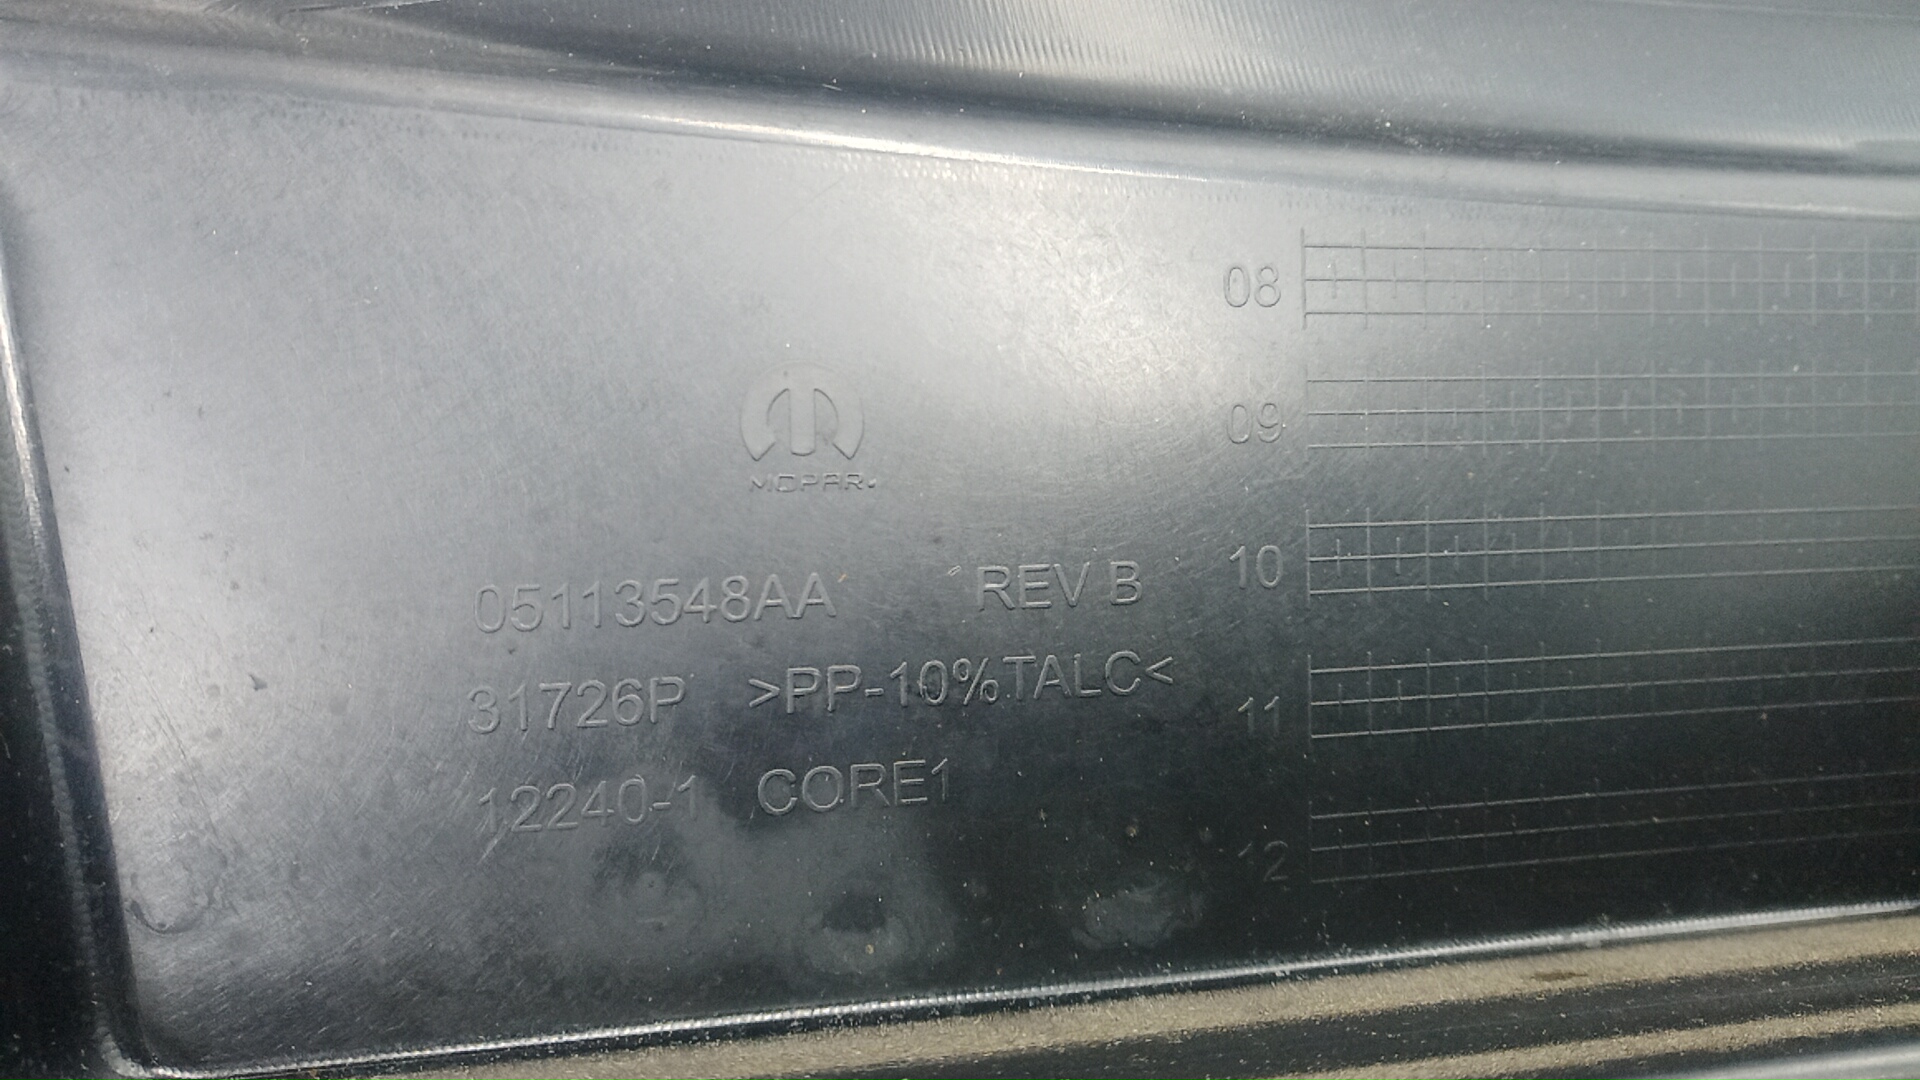 MOPAR
05113548AA REV B
31726P >PP-10%TALC<
12240-1 CORE1
08
09
10
11
12